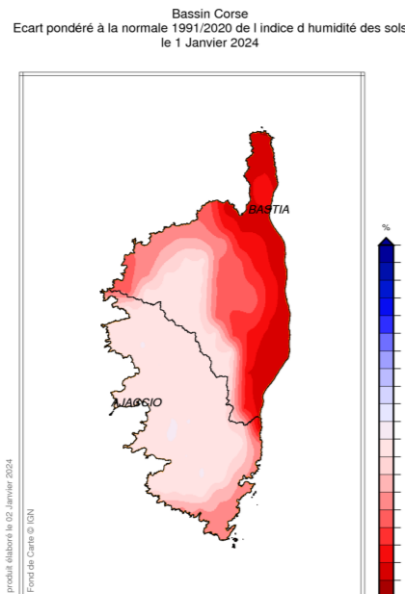 Bassin Corse
Ecart pondéré à la normale 1991/2020 de l indice d humidité des sols
le 1 Janvier 2024
BASTIA
%
AJACCIO
produit élaboré le 02 Janvier 2024
Fond de Carte © IGN